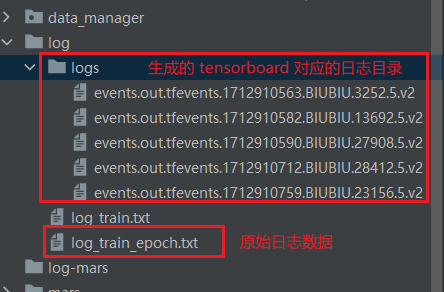 data_manager
log
logs 生成的 tensorboard 对应的日志目录
events.out.tfevents.1712910563.BIUBIU.3252.5.v2
events.out.tfevents.1712910582.BIUBIU.13692.5.v2
events.out.tfevents.1712910590.BIUBIU.27908.5.v2
events.out.tfevents.1712910712.BIUBIU.28412.5.v2
events.out.tfevents.1712910759.BIUBIU.23156.5.v2
log_train.txt
log_train_epoch.txt 原始日志数据
log-mars